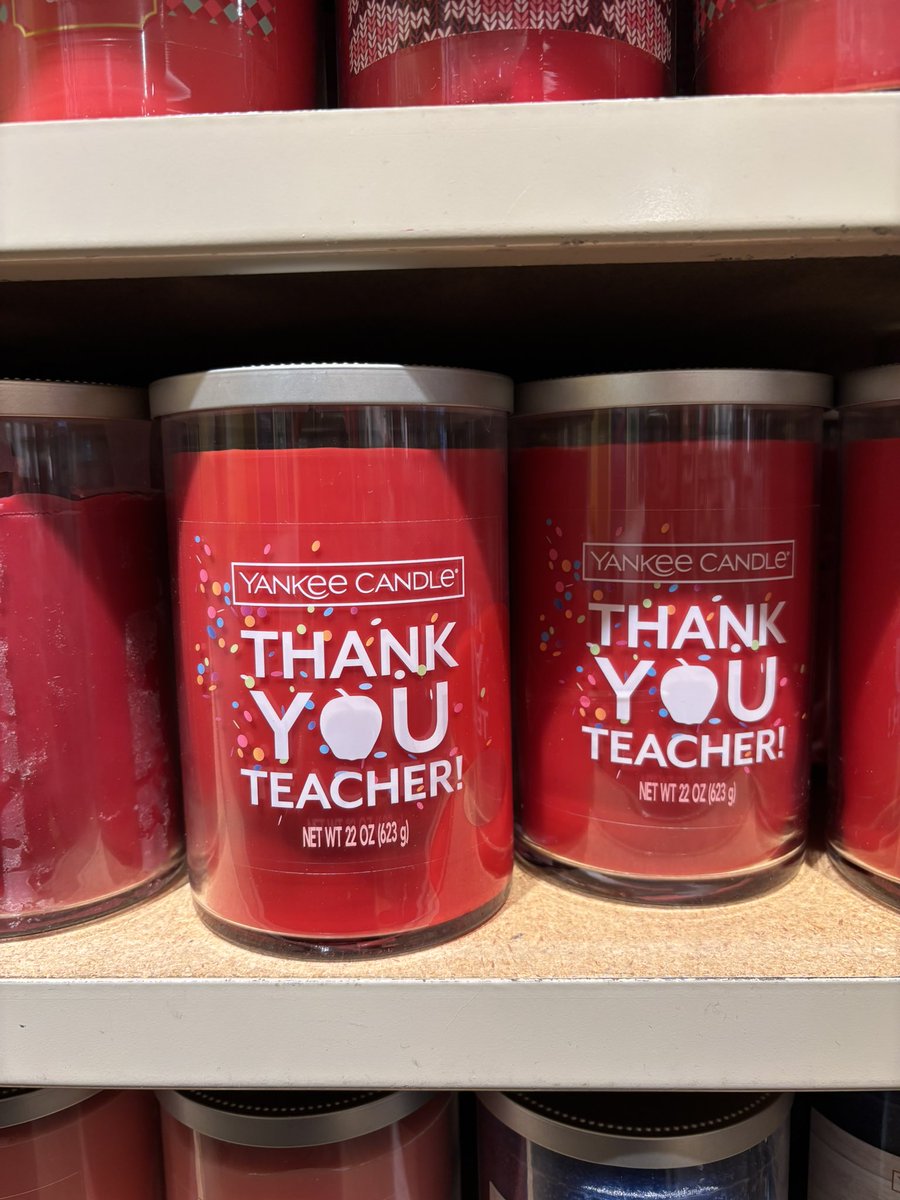 YANKEE CANDLE®
THANK
YOU
TEACHER!
NET WT 22 OZ (623 g)
YANKEE CANDLE®
THANK
YOU
TEACHER!
NET WT 22 OZ (623 g)